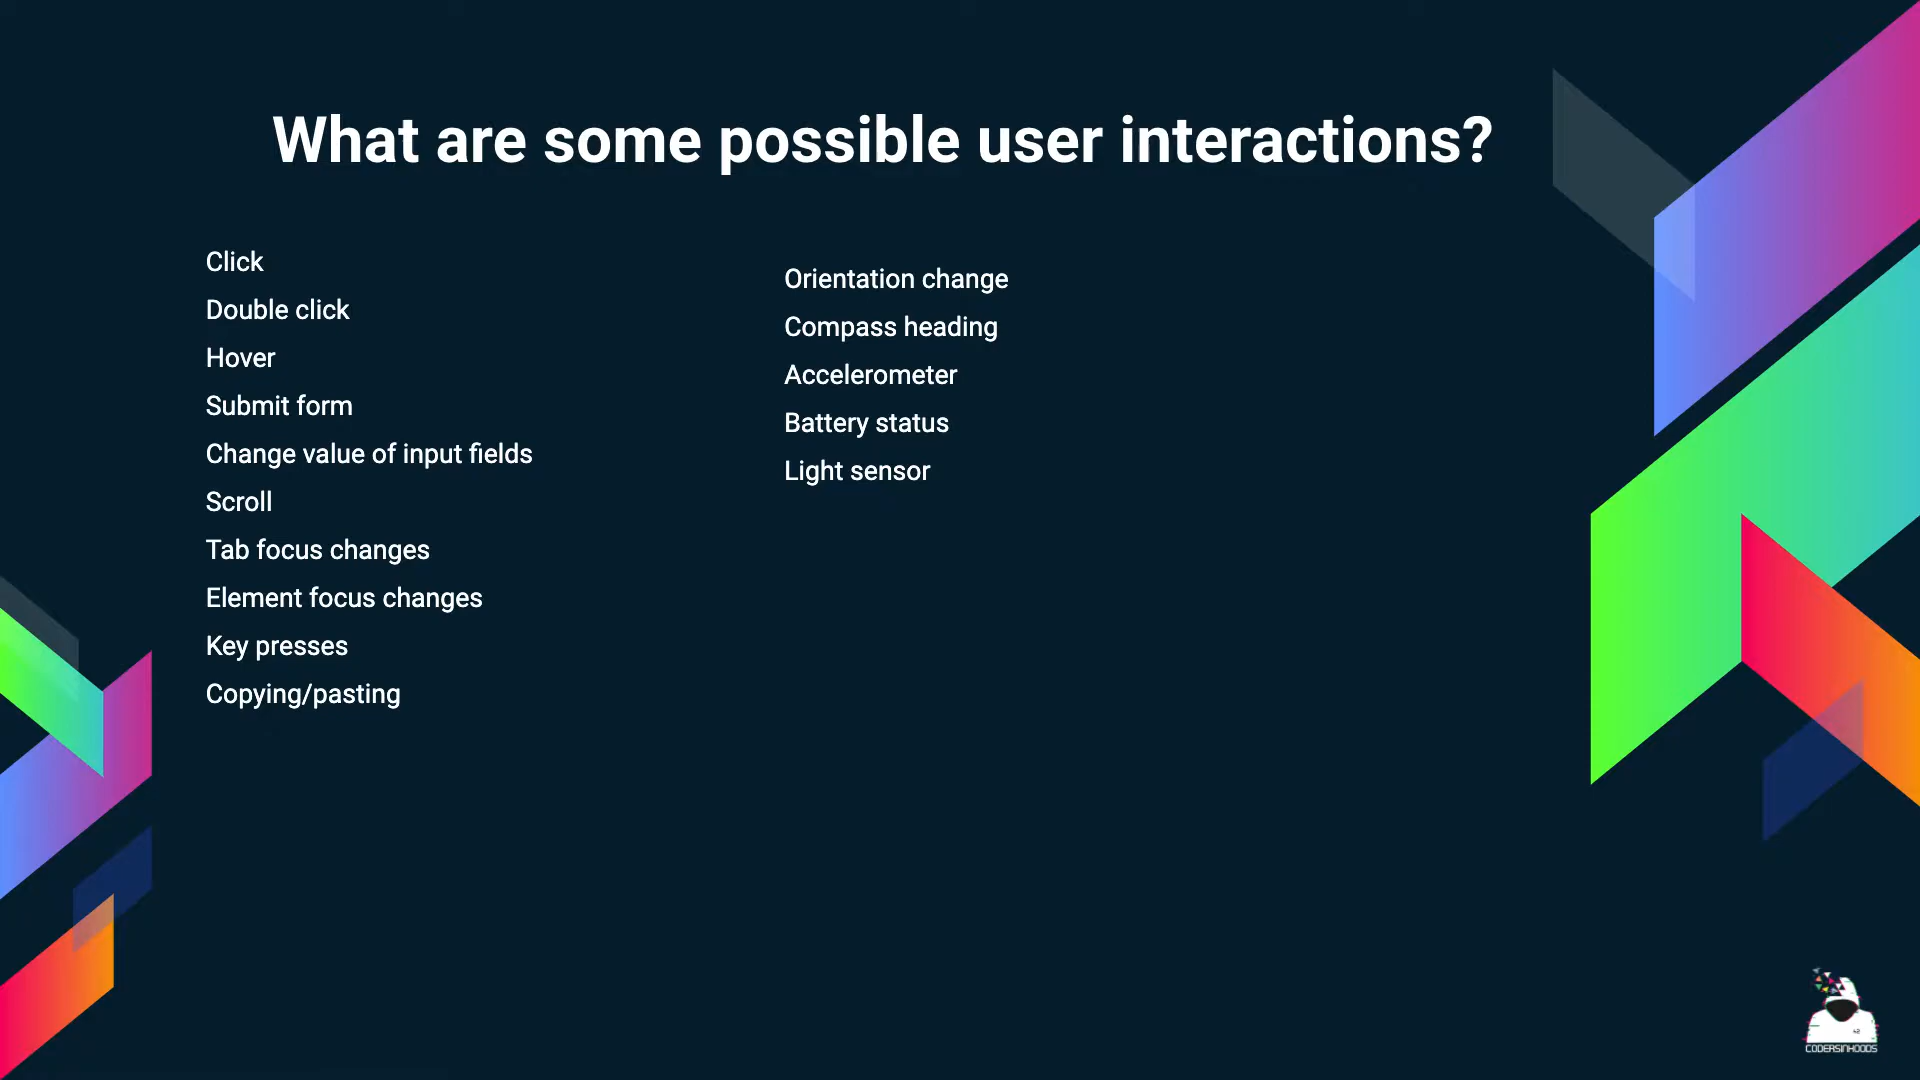 What are some possible user interactions?
Click
Double click
Hover
Submit form
Change value of input fields
Scroll
Tab focus changes
Element focus changes
Key presses
Copying/pasting
Orientation change
Compass heading
Accelerometer
Battery status
Light sensor
42
CODERSINHOODS